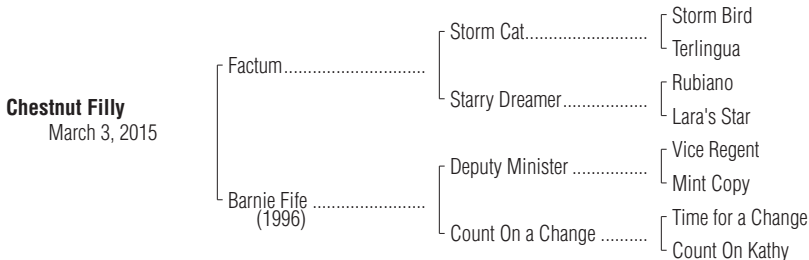 Storm Bird
Storm Cat..........................
Terlingua
Factum..............................
Rubiano
Starry Dreamer..................
Lara's Star
Chestnut Filly
March 3, 2015
Vice Regent
Deputy Minister ................
Mint Copy
Barnie Fife ........................
(1996)
Time for a Change
Count On a Change ..........
Count On Kathy